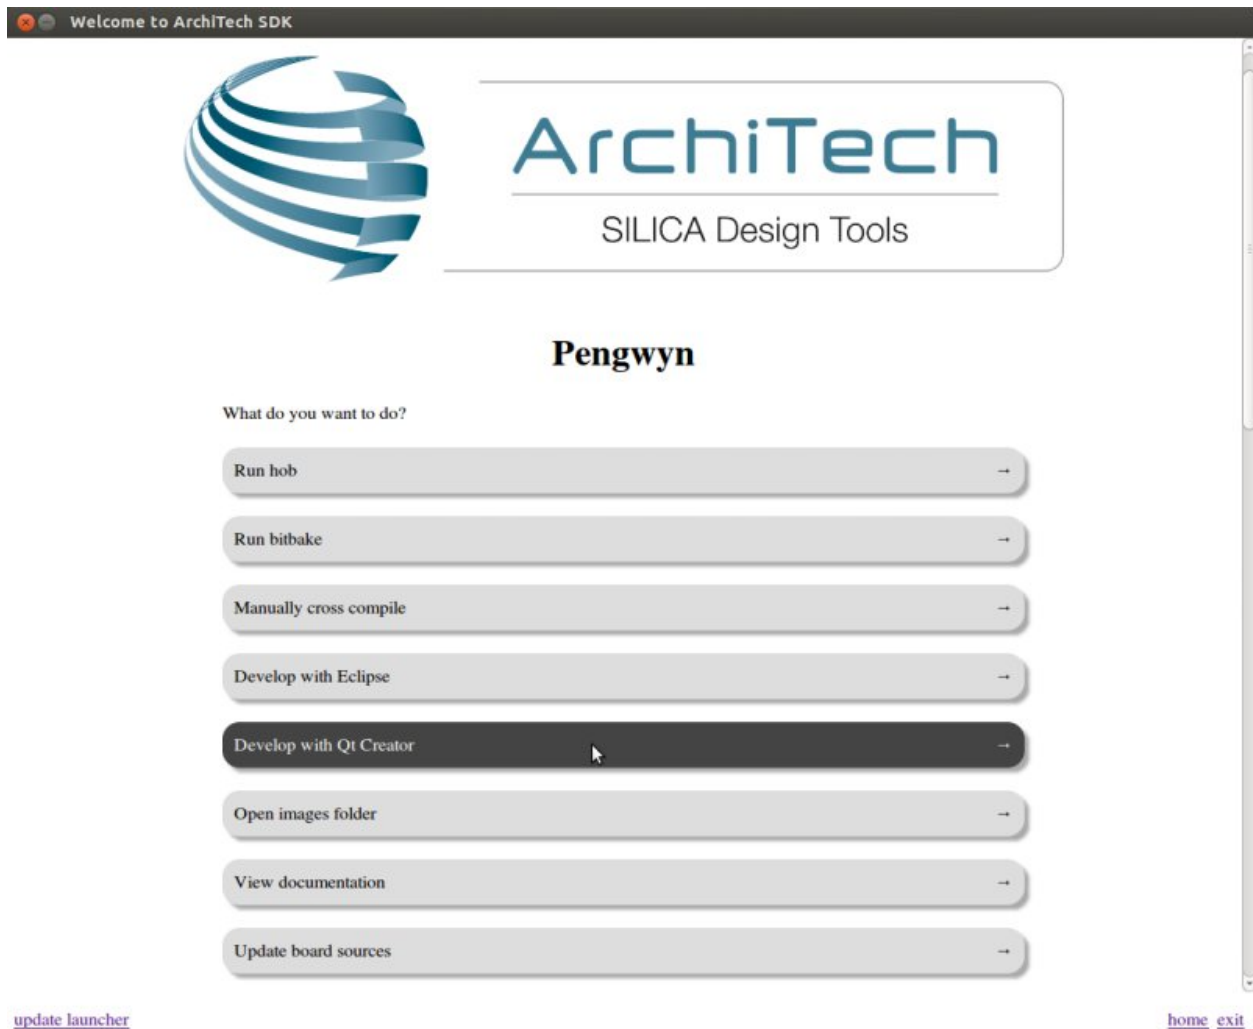 Welcome to ArchiTech SDK
ArchiTech
SILICA Design Tools
Pengwyn
What do you want to do?
Run hob →
Run bitbake →
Manually cross compile →
Develop with Eclipse →
Develop with Qt Creator →
Open images folder →
View documentation →
Update board sources →
update launcher home exit